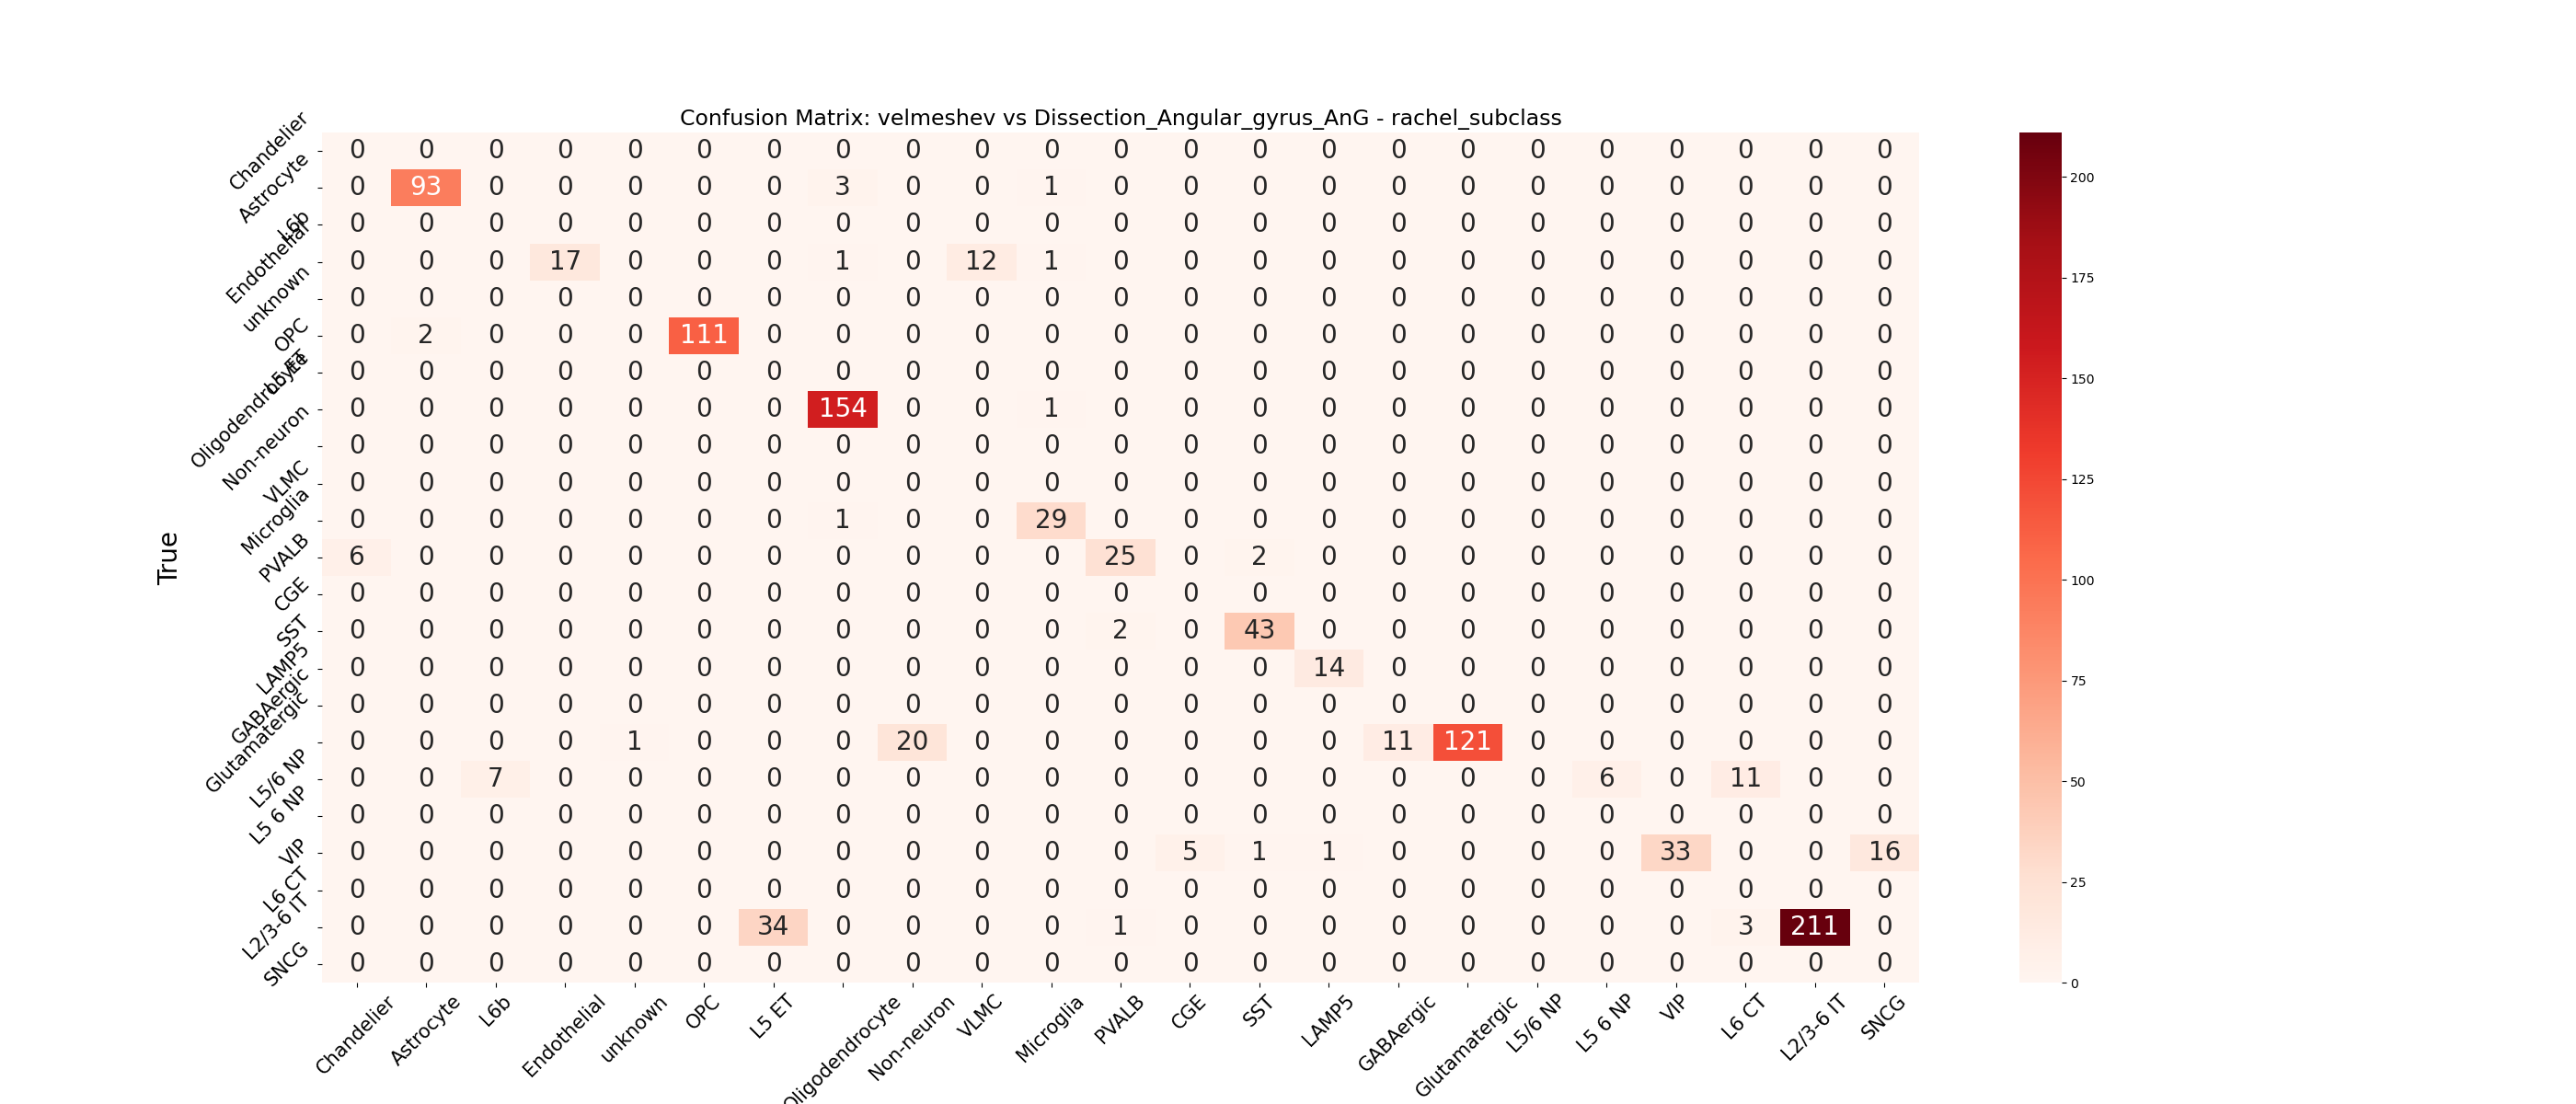 Confusion Matrix: velmeshev vs Dissection_Angular_gyrus_AnG - rachel_subclass
True
Chandelier 0 0 0 0 0 0 0 0 0 0 0 0 0 0 0 0 0 0 0 0 0 0 0
Astrocyte 0 93 0 0 0 0 0 3 0 0 1 0 0 0 0 0 0 0 0 0 0 0 0
L6b 0 0 0 0 0 0 0 0 0 0 0 0 0 0 0 0 0 0 0 0 0 0 0
Endothelial 0 0 0 17 0 0 0 1 0 12 1 0 0 0 0 0 0 0 0 0 0 0 0
unknown 0 0 0 0 0 0 0 0 0 0 0 0 0 0 0 0 0 0 0 0 0 0 0
OPC 0 2 0 0 0 111 0 0 0 0 0 0 0 0 0 0 0 0 0 0 0 0 0
L5 ET 0 0 0 0 0 0 0 0 0 0 0 0 0 0 0 0 0 0 0 0 0 0 0
Oligodendrocyte 0 0 0 0 0 0 0 154 0 0 1 0 0 0 0 0 0 0 0 0 0 0 0
Non-neuron 0 0 0 0 0 0 0 0 0 0 0 0 0 0 0 0 0 0 0 0 0 0 0
VLMC 0 0 0 0 0 0 0 0 0 0 0 0 0 0 0 0 0 0 0 0 0 0 0
Microglia 0 0 0 0 0 0 0 1 0 0 29 0 0 0 0 0 0 0 0 0 0 0 0
PVALB 6 0 0 0 0 0 0 0 0 0 0 25 0 2 0 0 0 0 0 0 0 0 0
CGE 0 0 0 0 0 0 0 0 0 0 0 0 0 0 0 0 0 0 0 0 0 0 0
SST 0 0 0 0 0 0 0 0 0 0 0 2 0 43 0 0 0 0 0 0 0 0 0
LAMP5 0 0 0 0 0 0 0 0 0 0 0 0 0 0 14 0 0 0 0 0 0 0 0
GABAergic 0 0 0 0 0 0 0 0 0 0 0 0 0 0 0 0 0 0 0 0 0 0 0
Glutamatergic 0 0 0 0 1 0 0 0 20 0 0 0 0 0 0 11 121 0 0 0 0 0 0
L5/6 NP 0 0 7 0 0 0 0 0 0 0 0 0 0 0 0 0 0 0 6 0 11 0 0
L5 6 NP 0 0 0 0 0 0 0 0 0 0 0 0 0 0 0 0 0 0 0 0 0 0 0
VIP 0 0 0 0 0 0 0 0 0 0 0 0 5 1 1 0 0 0 0 33 0 0 16
L6 CT 0 0 0 0 0 0 0 0 0 0 0 0 0 0 0 0 0 0 0 0 0 0 0
L2/3-6 IT 0 0 0 0 0 0 34 0 0 0 0 1 0 0 0 0 0 0 0 0 3 211 0
SNCG 0 0 0 0 0 0 0 0 0 0 0 0 0 0 0 0 0 0 0 0 0 0 0
Chandelier Astrocyte L6b Endothelial unknown OPC L5 ET Oligodendrocyte Non-neuron VLMC Microglia PVALB CGE SST LAMP5 GABAergic Glutamatergic L5/6 NP L5 6 NP VIP L6 CT L2/3-6 IT SNCG
200
175
150
125
100
75
50
25
0